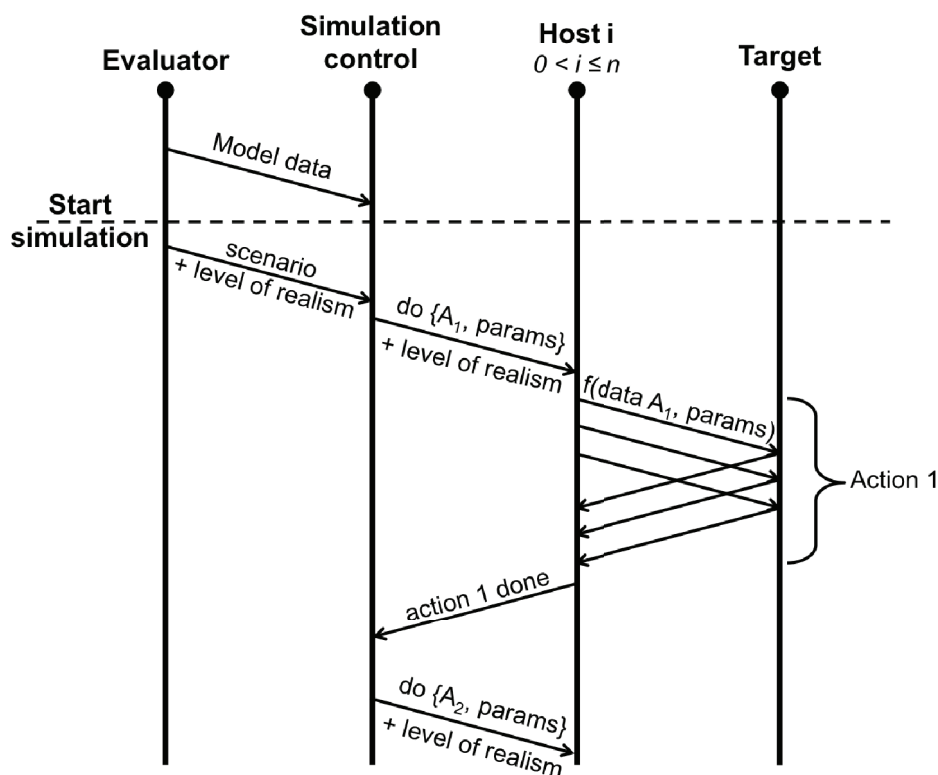 Evaluator
Simulation
control
Host i
0 < i ≤ n
Target
Model data
Start
simulation
scenario
+ level of realism
do {A₁, params}
+ level of realism
f(data A₁, params)
Action 1
action 1 done
do {A₂, params}
+ level of realism